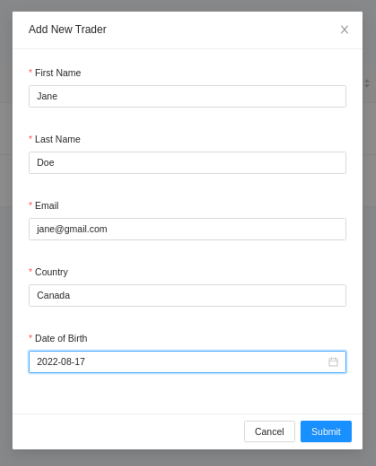 Add New Trader
* First Name
Jane
* Last Name
Doe
* Email
jane@gmail.com
* Country
Canada
* Date of Birth
2022-08-17
Cancel Submit